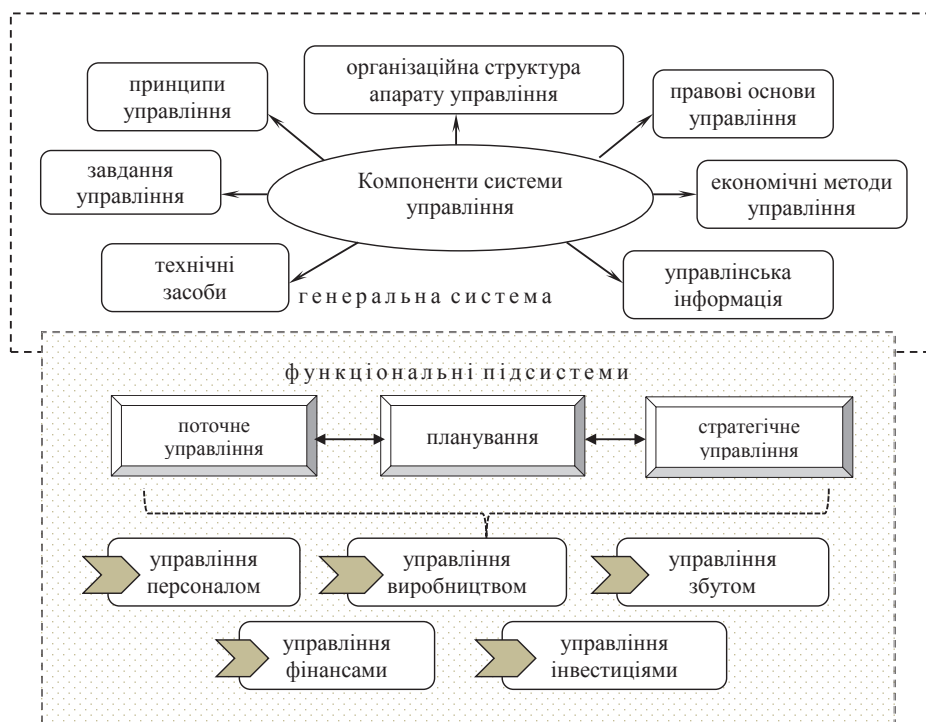 організаційна структура
апарату управління
принципи
управління
правові основи
управління
завдання
управління
Компоненти системи
управління
економічні методи
управління
технічні
засоби
управлінська
інформація
генеральна система
функціональні підсистеми
поточне
управління
планування
стратегічне
управління
управління
персоналом
управління
виробництвом
управління
збутом
управління
фінансами
управління
інвестиціями